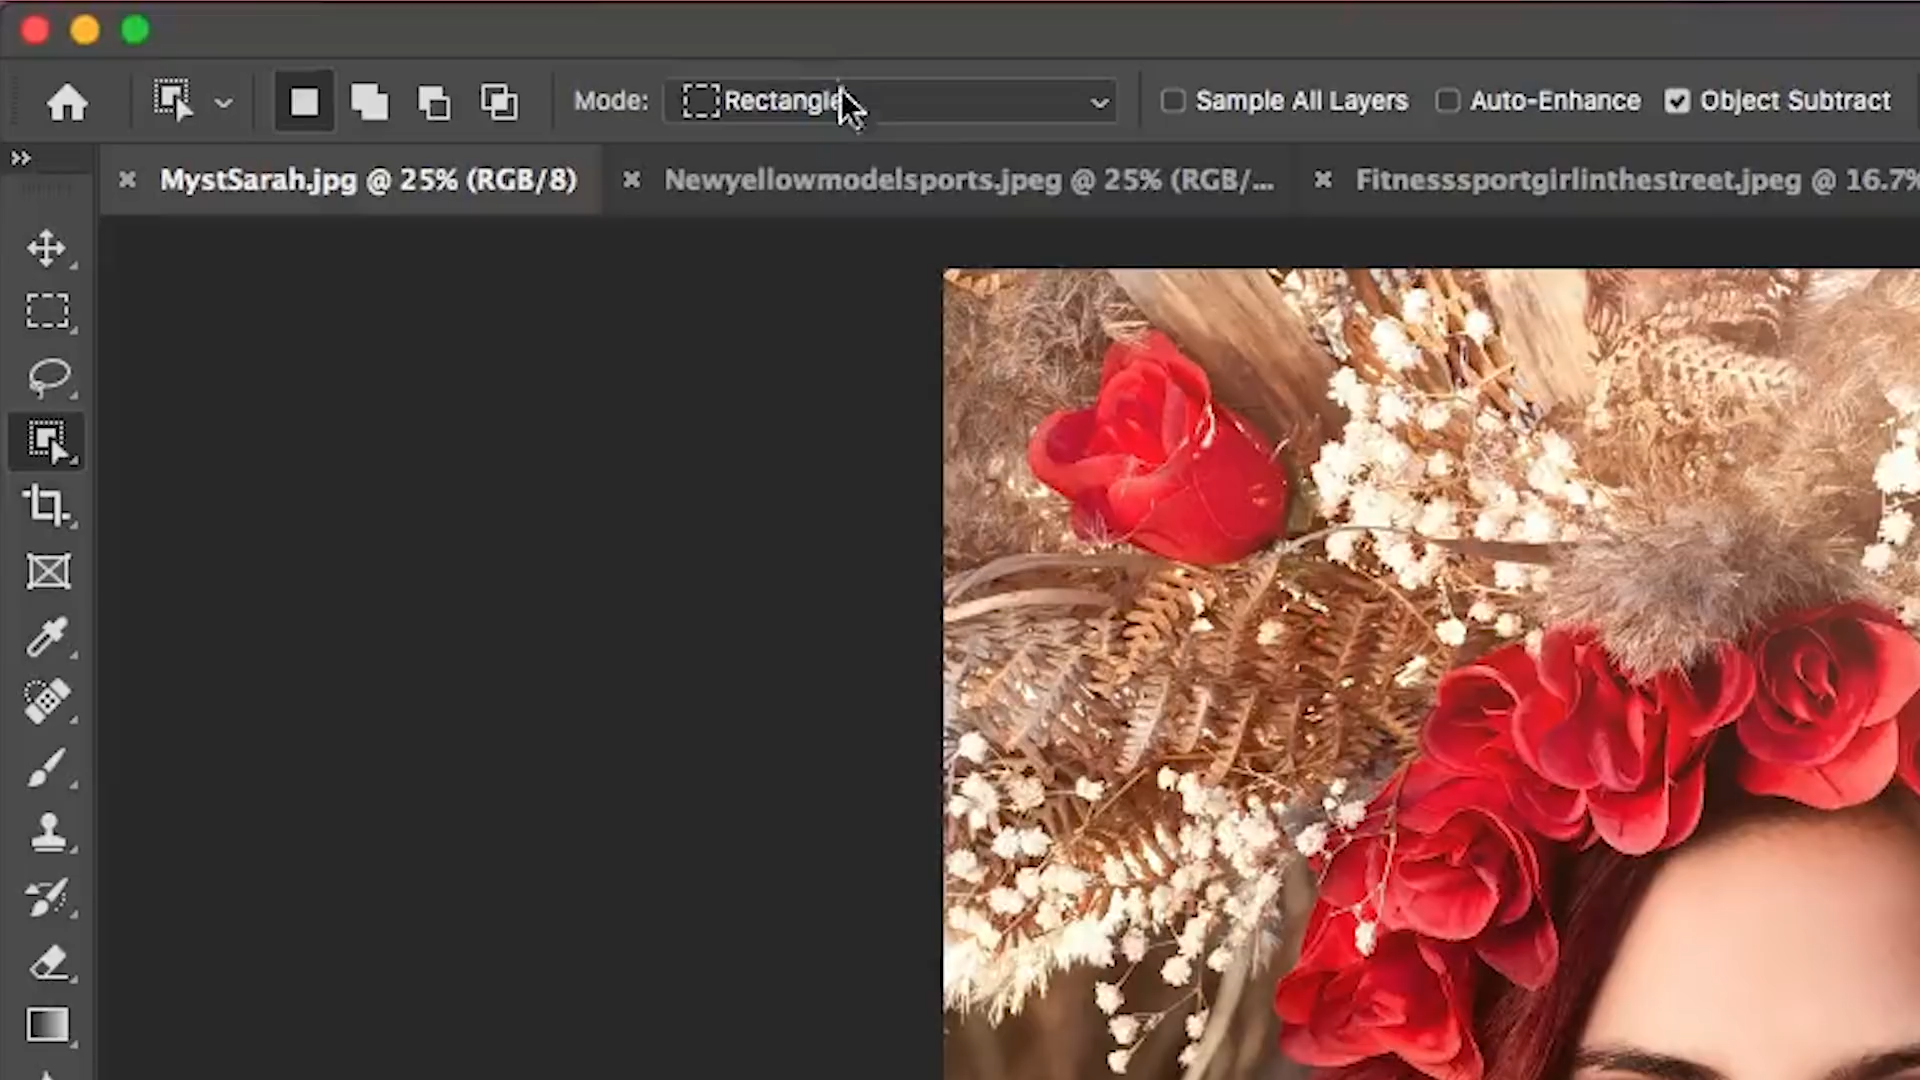 Mode: Rectangle Sample All Layers Auto-Enhance Object Subtract
MystSarah.jpg @ 25% (RGB/8) Newyellowmodelsports.jpeg @ 25% (RGB/... Fitnesssportgirlinthestreet.jpeg @ 16.7%